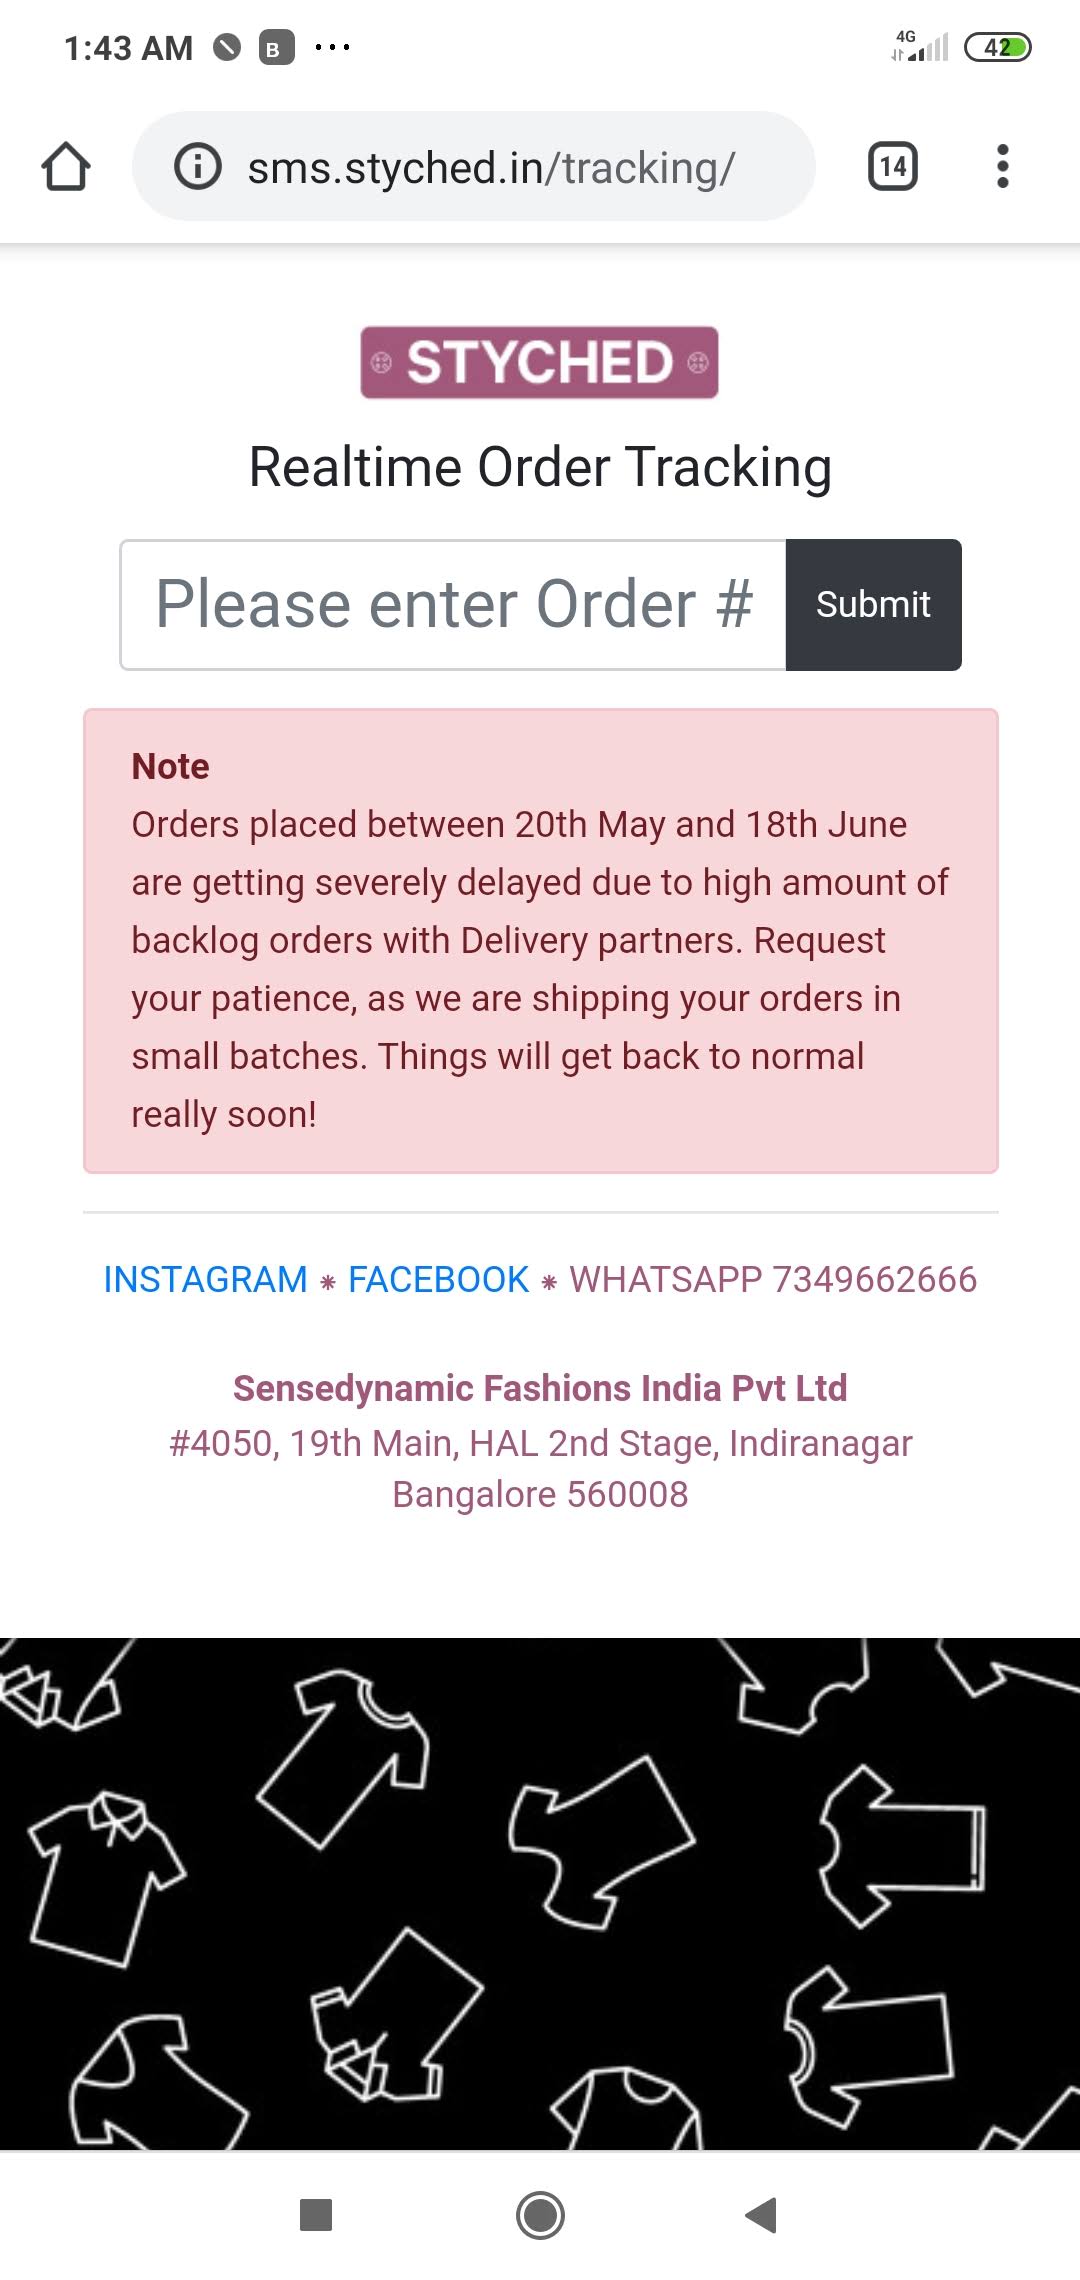 1:43 AM B ...
4G 42
sms.styched.in/tracking/ 14
STYCHED
Realtime Order Tracking
Please enter Order # Submit
Note
Orders placed between 20th May and 18th June
are getting severely delayed due to high amount of
backlog orders with Delivery partners. Request
your patience, as we are shipping your orders in
small batches. Things will get back to normal
really soon!
INSTAGRAM * FACEBOOK * WHATSAPP 7349662666
Sensedynamic Fashions India Pvt Ltd
#4050, 19th Main, HAL 2nd Stage, Indiranagar
Bangalore 560008